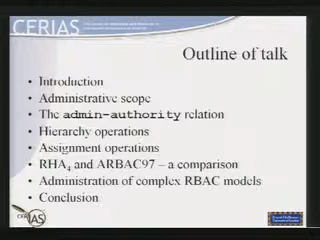 CERIAS
Outline of talk
• Introduction
• Administrative scope
• The admin-authority relation
• Hierarchy operations
• Assignment operations
• RHA4 and ARBAC97 – a comparison
• Administration of complex RBAC models
• Conclusion